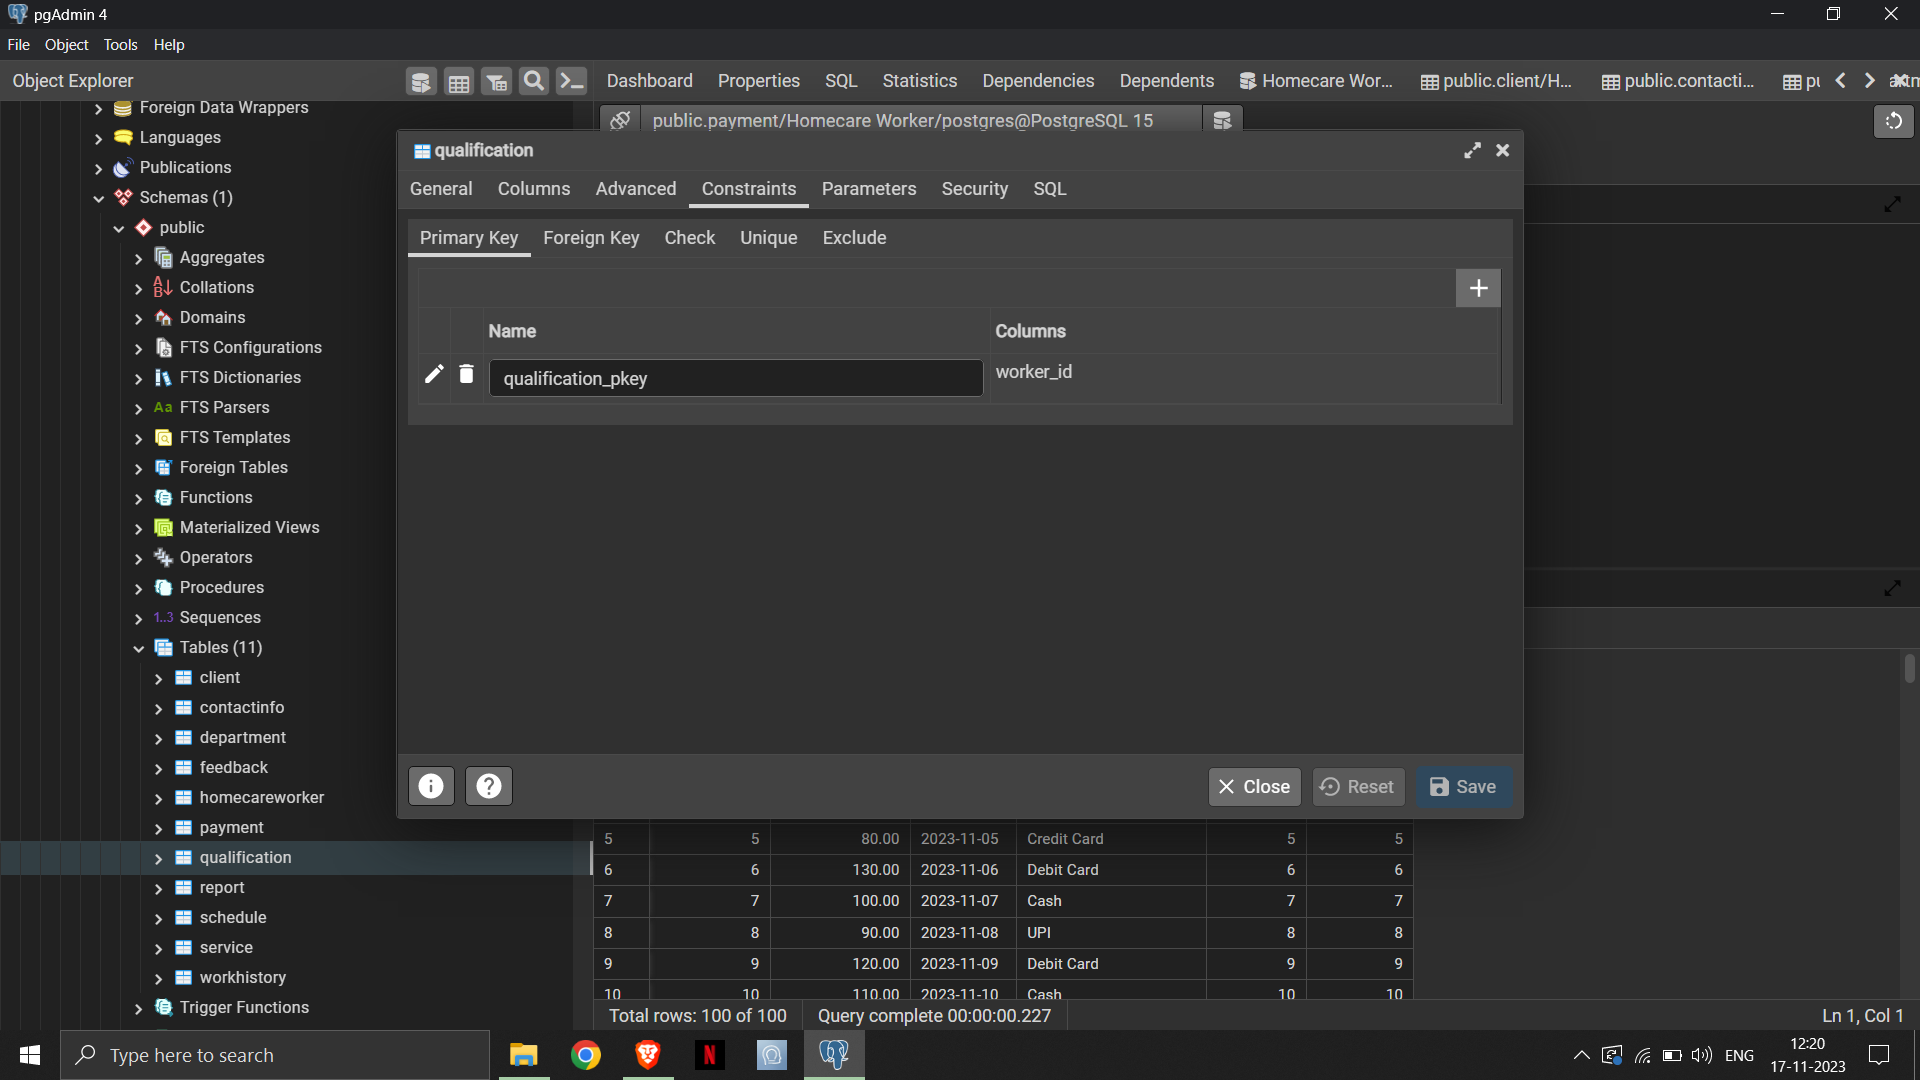 pgAdmin 4
File Object Tools Help
Object Explorer
Dashboard Properties SQL Statistics Dependencies Dependents Homecare Wor... public.client/H... public.contacti...
public.payment/Homecare Worker/postgres@PostgreSQL 15
Foreign Data Wrappers
Languages
Publications
Schemas (1)
public
Aggregates
Collations
Domains
FTS Configurations
FTS Dictionaries
Aa FTS Parsers
FTS Templates
Foreign Tables
Functions
Materialized Views
Operators
Procedures
1..3 Sequences
Tables (11)
client
contactinfo
department
feedback
homecareworker
payment
qualification
report
schedule
service
workhistory
Trigger Functions
qualification
General Columns Advanced Constraints Parameters Security SQL
Primary Key Foreign Key Check Unique Exclude
Name Columns
qualification_pkey worker_id
Close Reset Save
5 5 80.00 2023-11-05 Credit Card 5 5
6 6 130.00 2023-11-06 Debit Card 6 6
7 7 100.00 2023-11-07 Cash 7 7
8 8 90.00 2023-11-08 UPI 8 8
9 9 120.00 2023-11-09 Debit Card 9 9
10 10 110.00 2023-11-10 Cash 10 10
Total rows: 100 of 100 Query complete 00:00:00.227 Ln 1, Col 1
Type here to search
N
ENG
12:20
17-11-2023